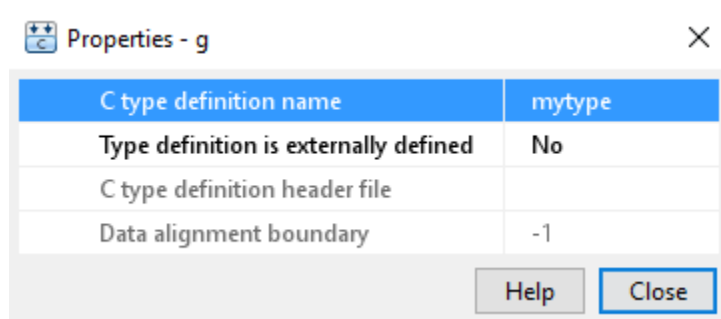 Properties - g
C type definition name mytype
Type definition is externally defined No
C type definition header file
Data alignment boundary -1
Help Close